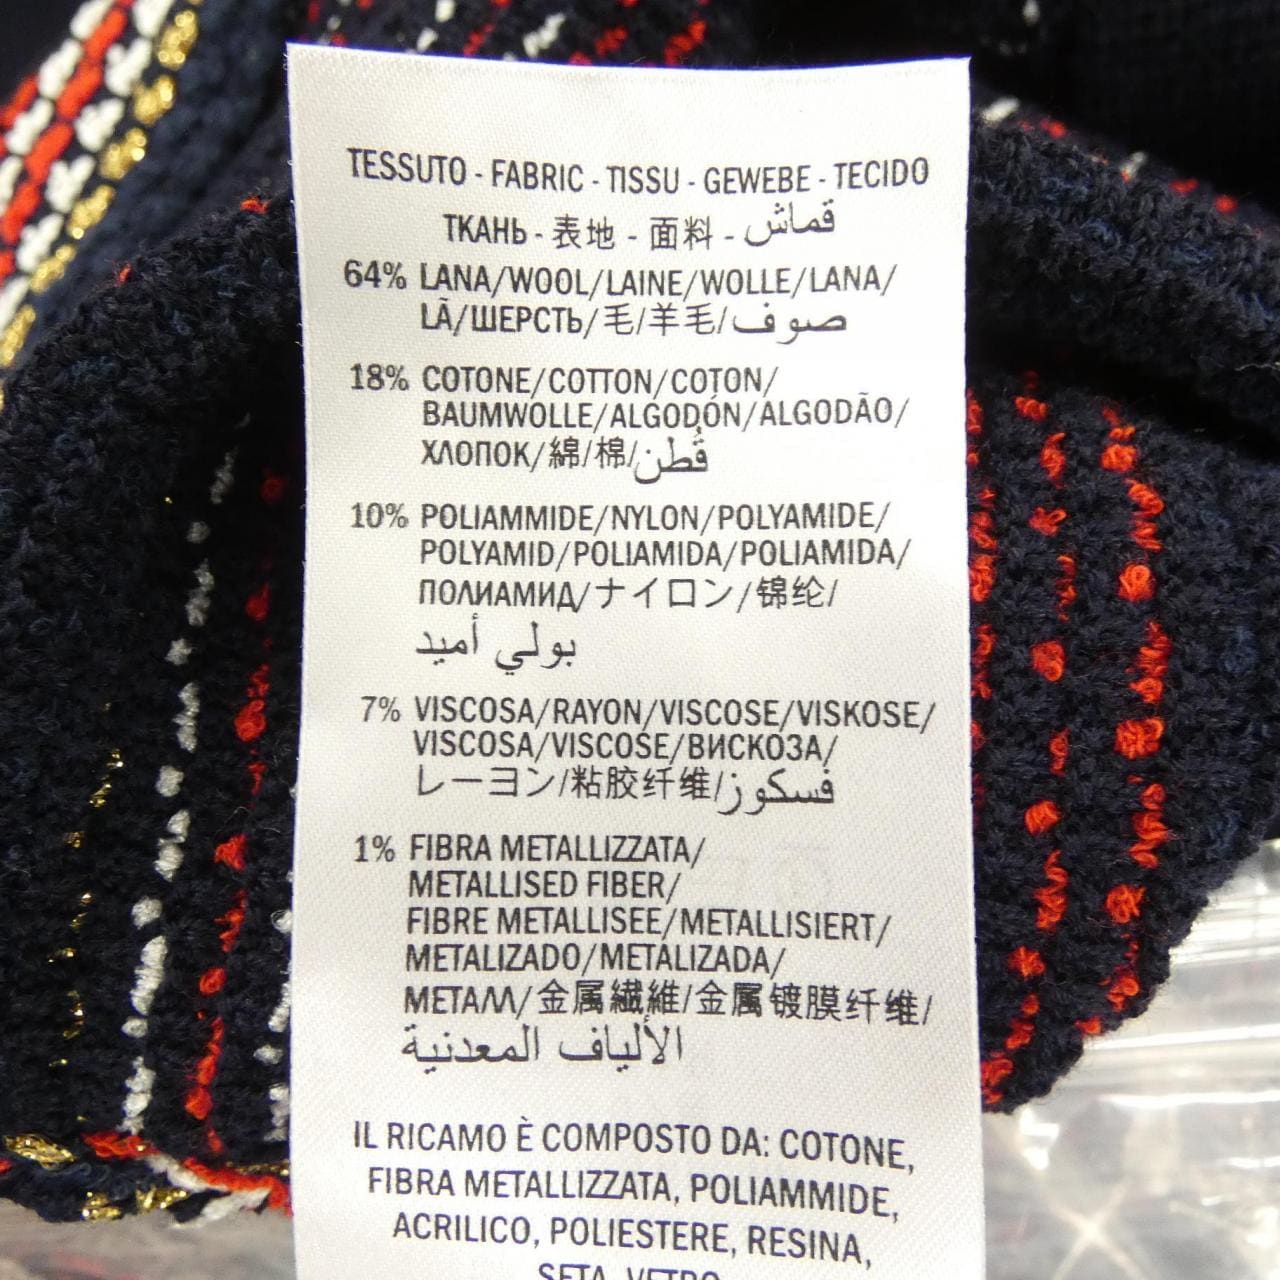 TESSUTO - FABRIC - TISSU - GEWEBE - TECIDO
ТКАНЬ - 表地 - 面料 - قماش
64% LANA/WOOL/LAINE/WOLLE/LANA/
LÃ/ШЕРСТЬ/毛/羊毛/صوف
18% COTONE/COTTON/COTON/
BAUMWOLLE/ALGODÓN/ALGODÃO/
ХЛОПОК/綿/棉/قُطن
10% POLIAMMIDE/NYLON/POLYAMIDE/
POLYAMID/POLIAMIDA/POLIAMIDA/
ПОЛИАМИД/ナイロン/锦纶/
بولي أميد
7% VISCOSA/RAYON/VISCOSE/VISKOSE/
VISCOSA/VISCOSE/ВИСКОЗА/
レーヨン/粘胶纤维/فسكوز
1% FIBRA METALLIZZATA/
METALLISED FIBER/
FIBRE METALLISEE/METALLISIERT/
METALIZADO/METALIZADA/
МЕТАЛЛ/金属繊維/金属镀膜纤维/
الألياف المعدنية
IL RICAMO È COMPOSTO DA: COTONE,
FIBRA METALLIZZATA, POLIAMMIDE,
ACRILICO, POLIESTERE, RESINA,
SETA, VETRO